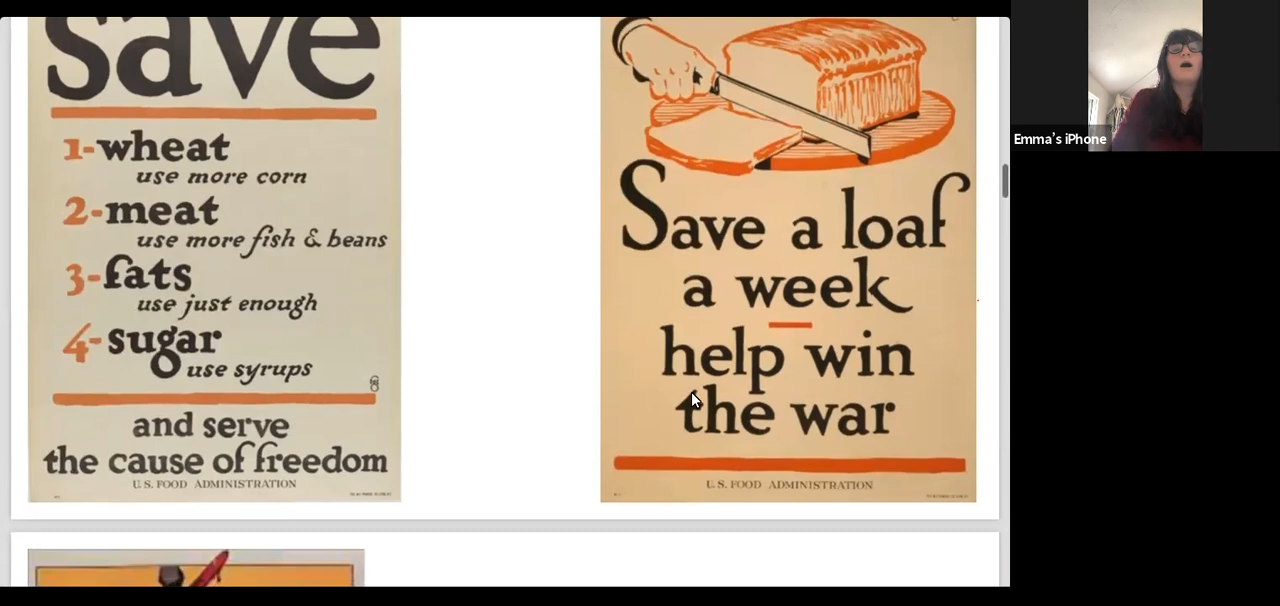 save
1-wheat
use more corn
2-meat
use more fish & beans
3-fats
use just enough
4-sugar
use syrups
and serve
the cause of freedom
U.S. FOOD ADMINISTRATION
Save a loaf
a week
help win
the war
U.S. FOOD ADMINISTRATION
Emma's iPhone